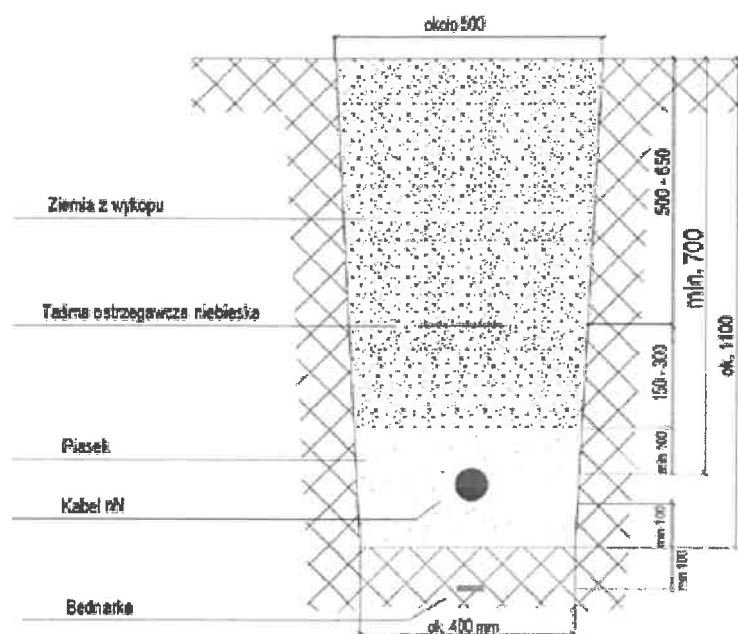 około 500
Ziemia z wykopu
Taśma ostrzegawcza niebieska
Piasek
Kabel nN
Bednarka
500 - 650
150 - 300
min 100
min. 700
ok. 1100
min 100
min 100
ok. 400 mm